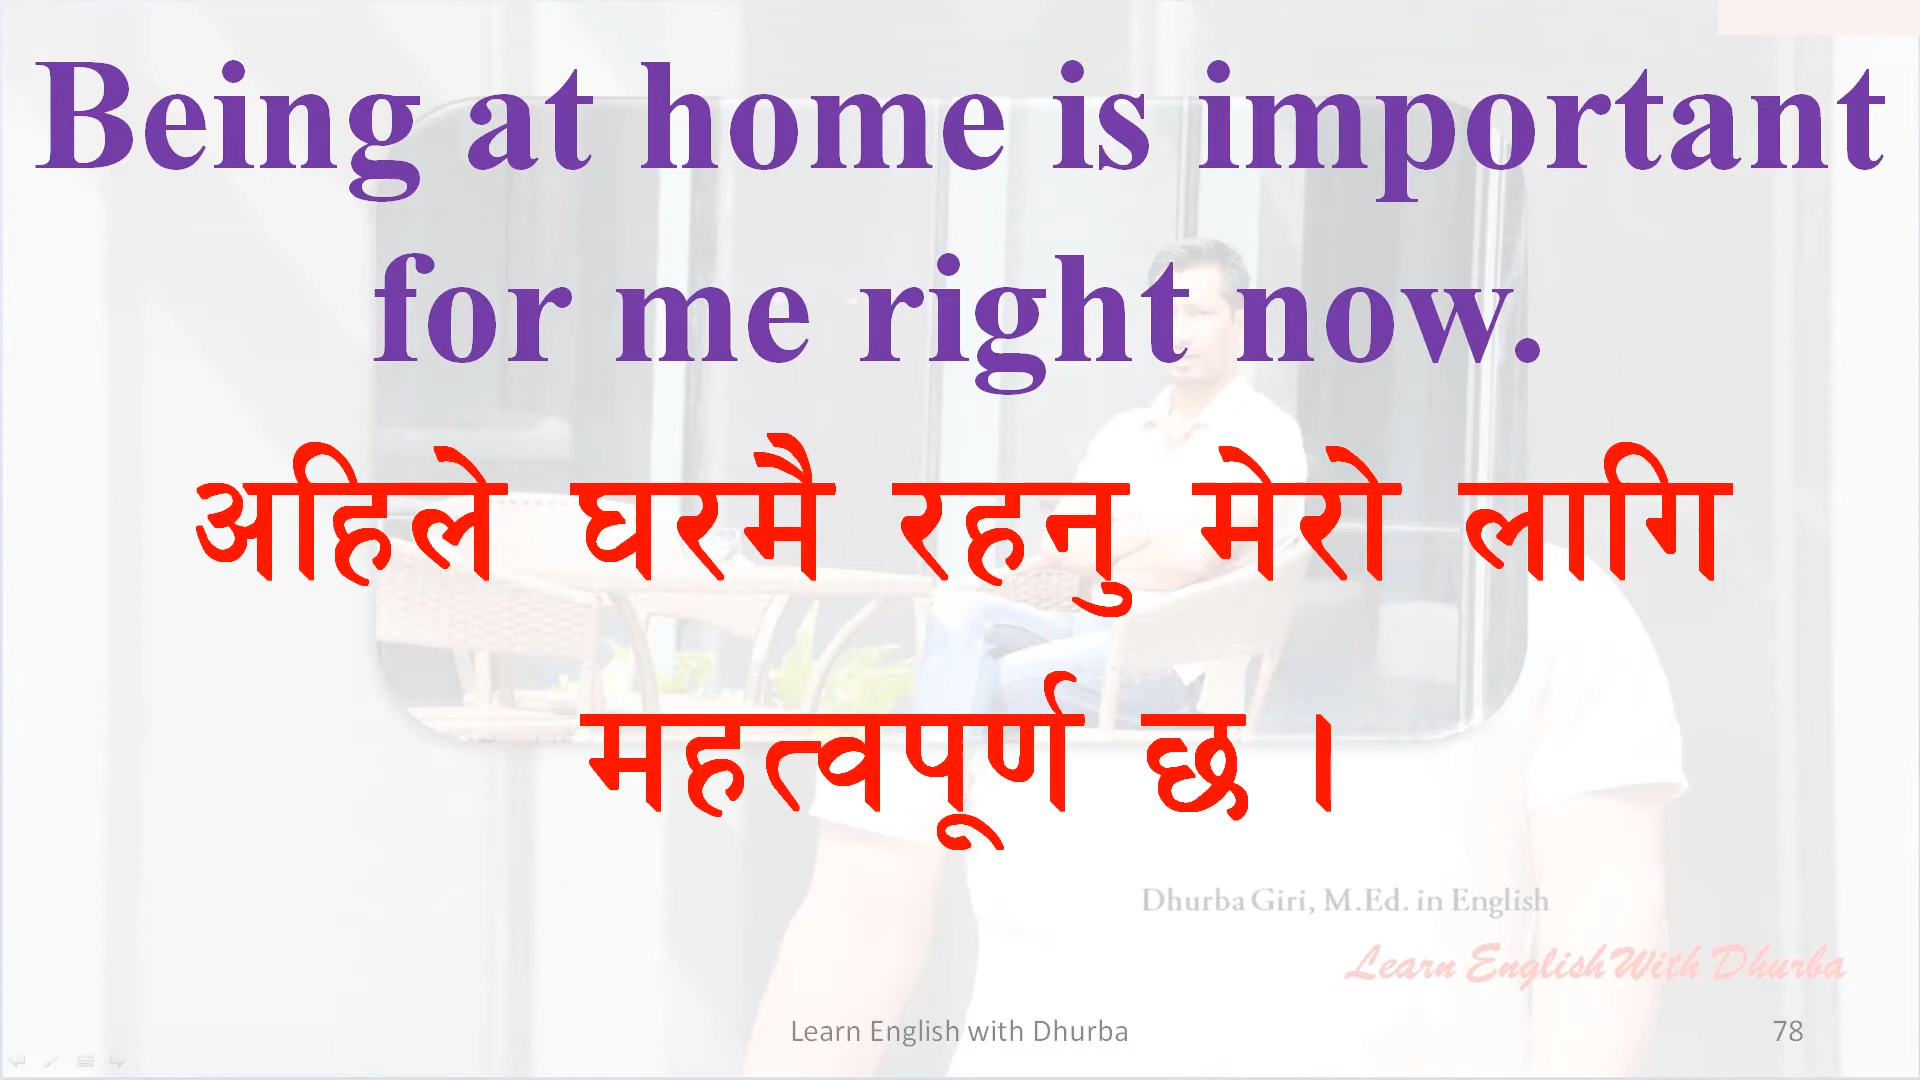 Being at home is important
for me right now.
अहिले घरमै रहनु मेरो लागि
महत्वपूर्ण छ ।
Dhurba Giri, M.Ed. in English
Learn English With Dhurba
Learn English with Dhurba
78